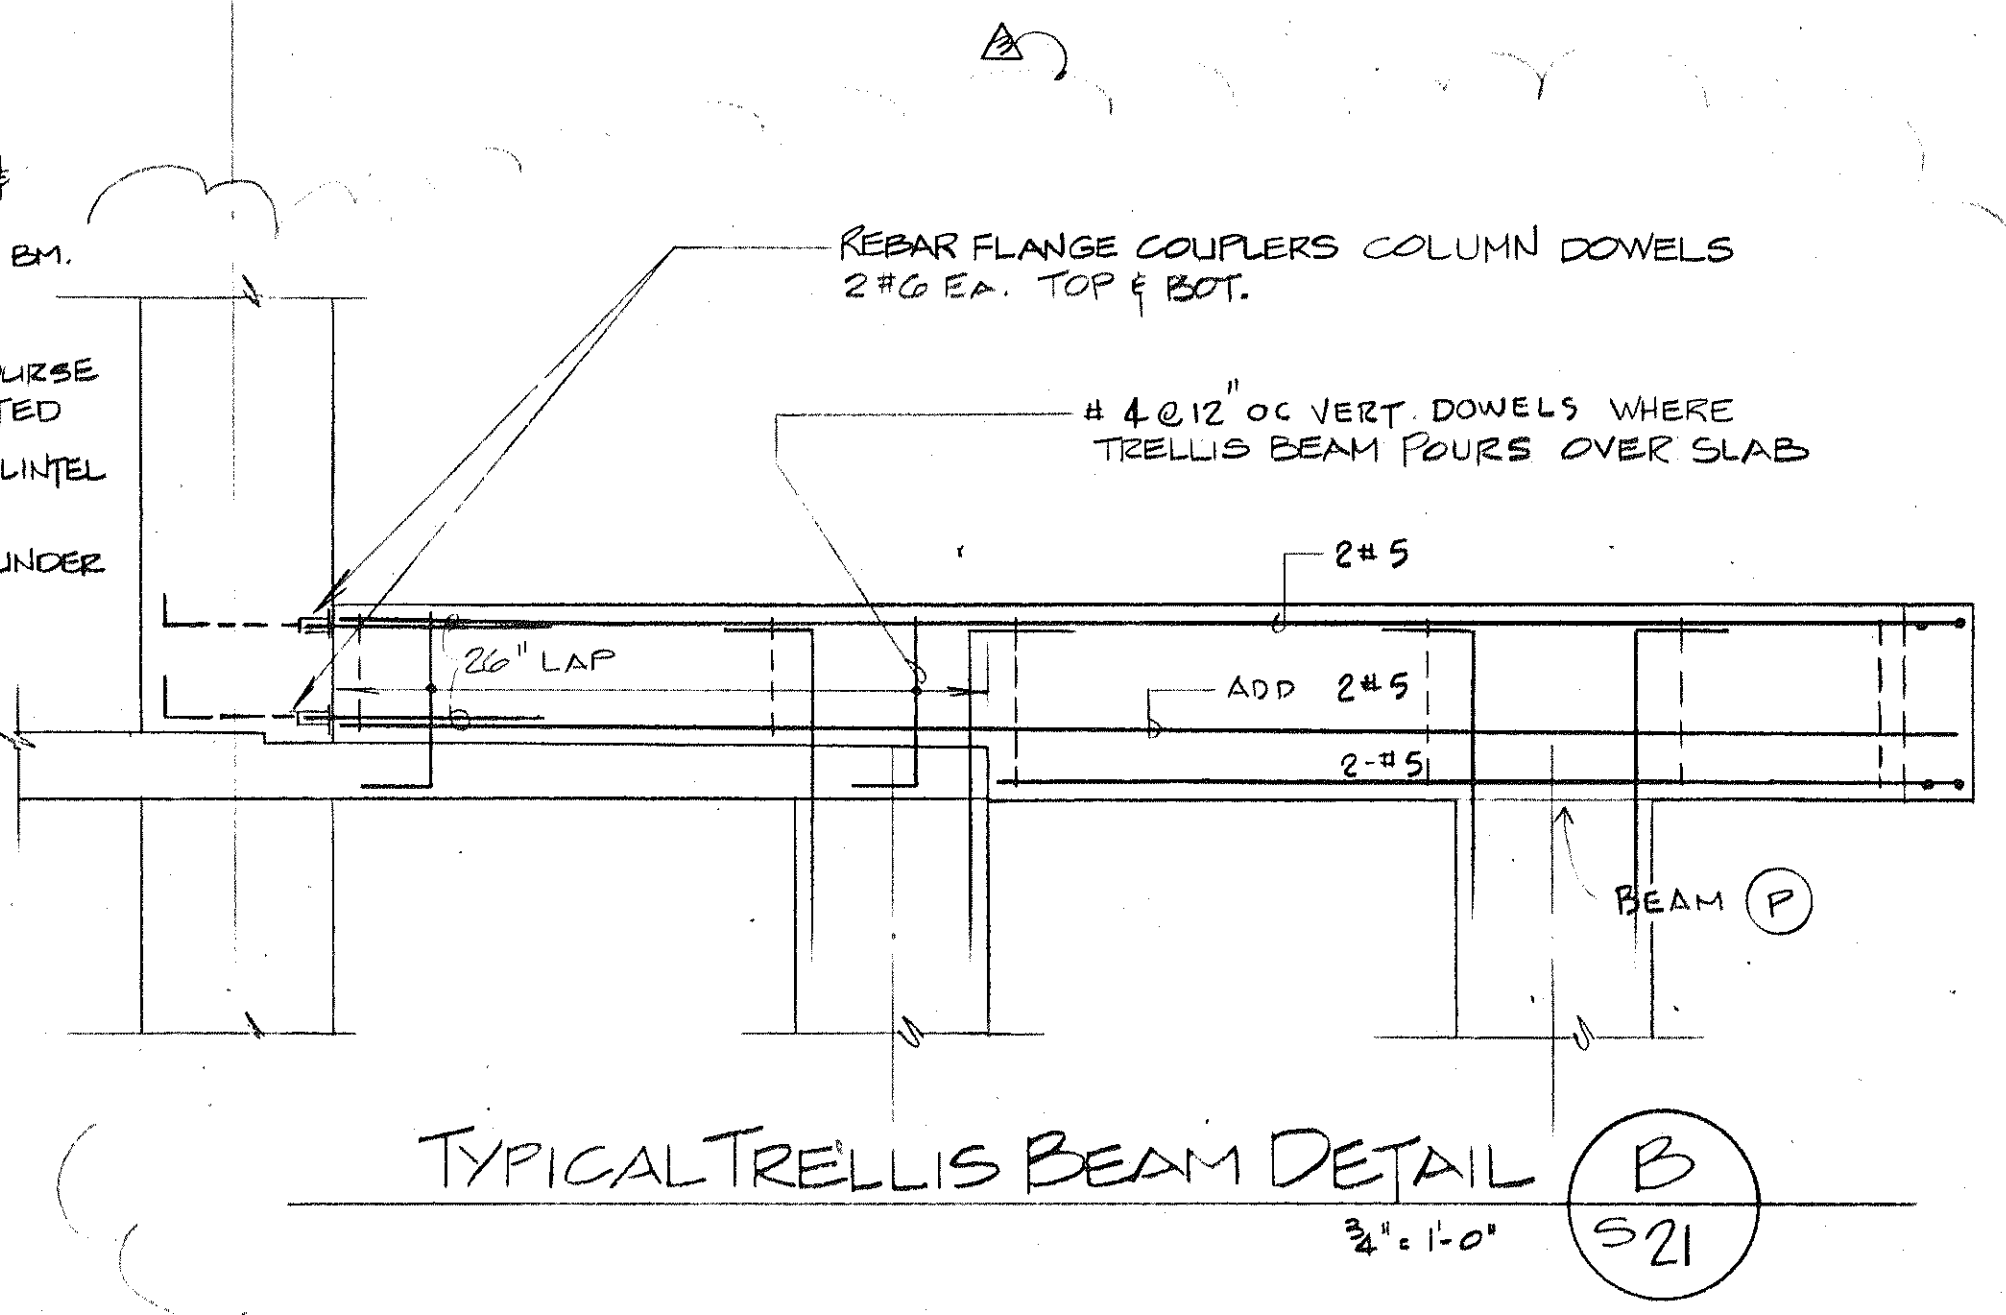 BM.
REBAR FLANGE COUPLERS COLUMN DOWELS
2 #6 EA. TOP & BOT.
URSE
TED
# 4 @ 12" OC VERT. DOWELS WHERE
TRELLIS BEAM POURS OVER SLAB
LINTEL
UNDER
2 # 5
26" LAP
ADD 2 # 5
2-#5
BEAM P
TYPICAL TRELLIS BEAM DETAIL
B
3/4" = 1'-0"
S21